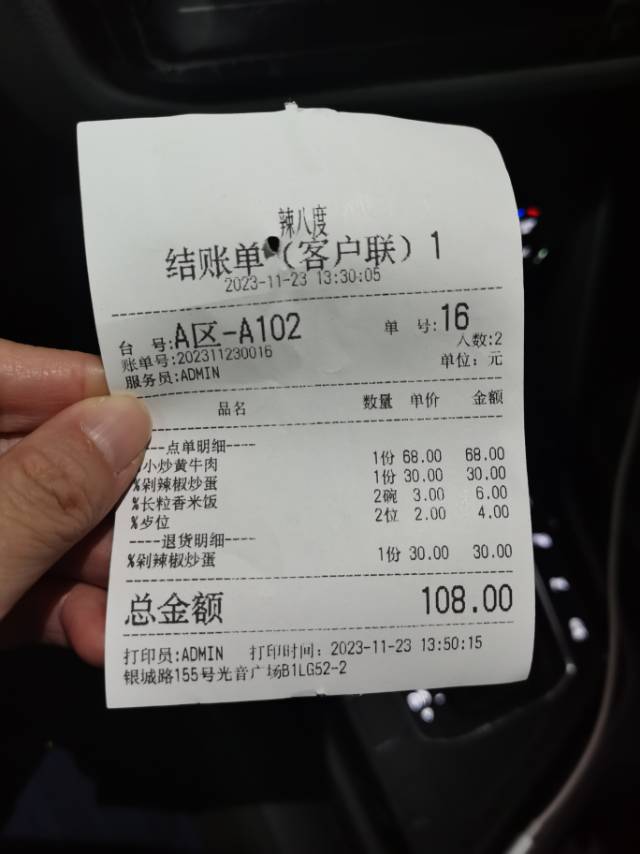 辣八度
结账单（客户联）1
2023-11-23 13:30:05
台 号:A区-A102 单 号:16
账单号:202311230016 人数:2
服务员:ADMIN 单位：元
品名 数量 单价 金额
----点单明细----
小炒黄牛肉 1份 68.00 68.00
%剁辣椒炒蛋 1份 30.00 30.00
%长粒香米饭 2碗 3.00 6.00
%歺位 2位 2.00 4.00
----退货明细----
%剁辣椒炒蛋 1份 30.00 30.00
总金额 108.00
打印员:ADMIN 打印时间：2023-11-23 13:50:15
银城路155号光音广场B1LG52-2